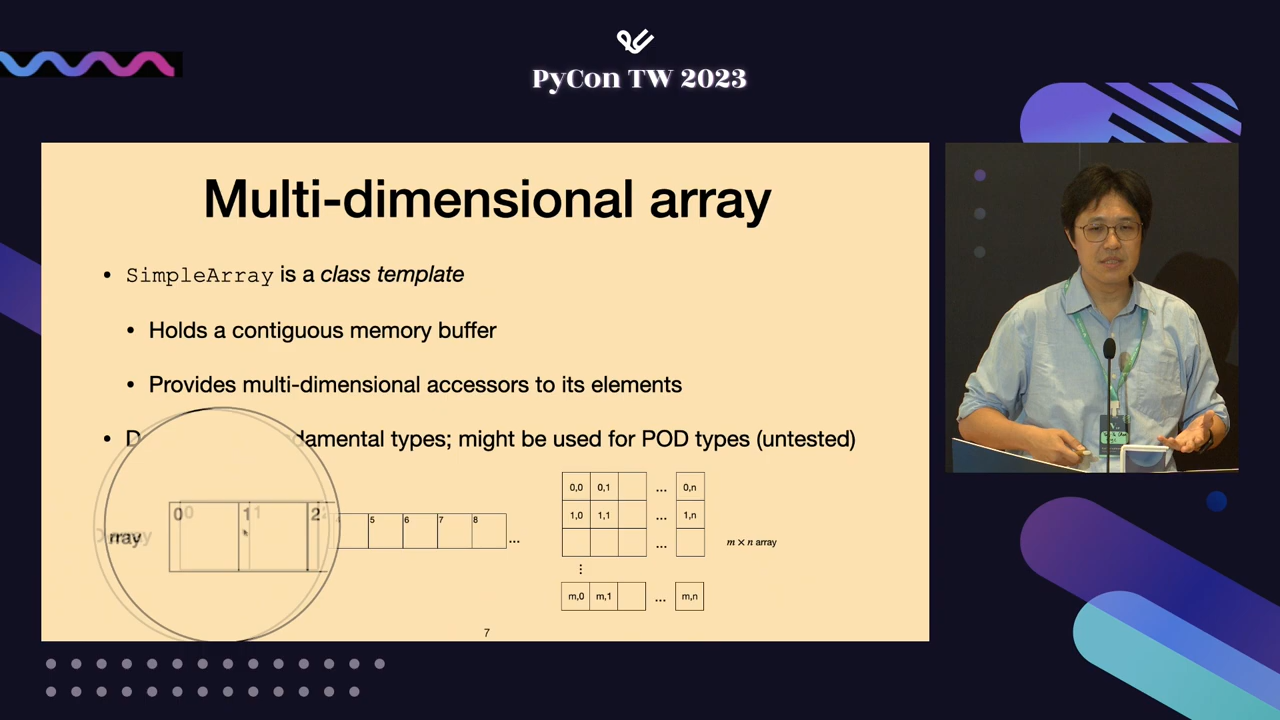 PyCon TW 2023
Multi-dimensional array
• SimpleArray is a class template
• Holds a contiguous memory buffer
• Provides multi-dimensional accessors to its elements
• damental types; might be used for POD types (untested)
array 0 1 2 5 6 7 8 ...
0,0 0,1 ... 0,n
1,0 1,1 ... 1,n
... m × n array
⋮
m,0 m,1 ... m,n
7